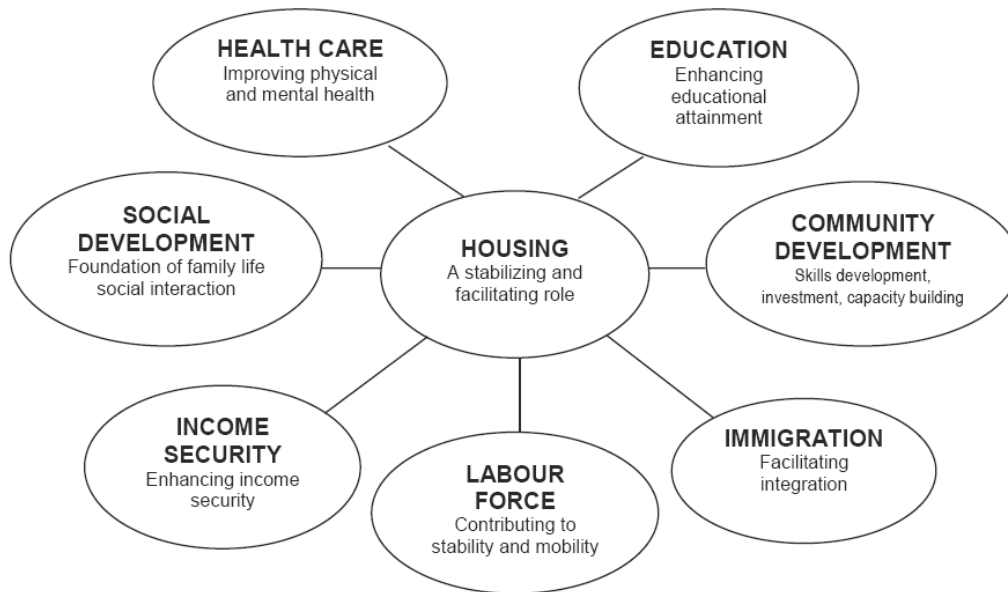 HEALTH CARE
Improving physical
and mental health
EDUCATION
Enhancing
educational
attainment
SOCIAL
DEVELOPMENT
Foundation of family life
social interaction
HOUSING
A stabilizing and
facilitating role
COMMUNITY
DEVELOPMENT
Skills development,
investment, capacity building
INCOME
SECURITY
Enhancing income
security
LABOUR
FORCE
Contributing to
stability and mobility
IMMIGRATION
Facilitating
integration